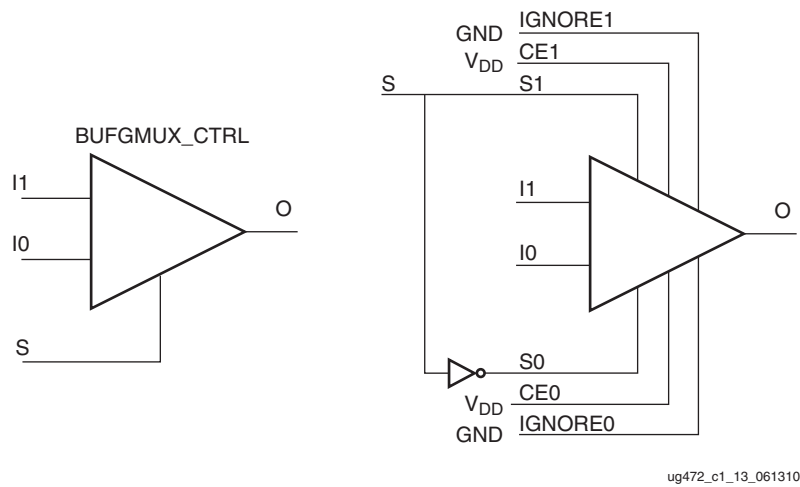 GND IGNORE1
VDD CE1
S S1
BUFGMUX_CTRL
I1
I1
O
O
I0
I0
S
S0
VDD CE0
GND IGNORE0
ug472_c1_13_061310